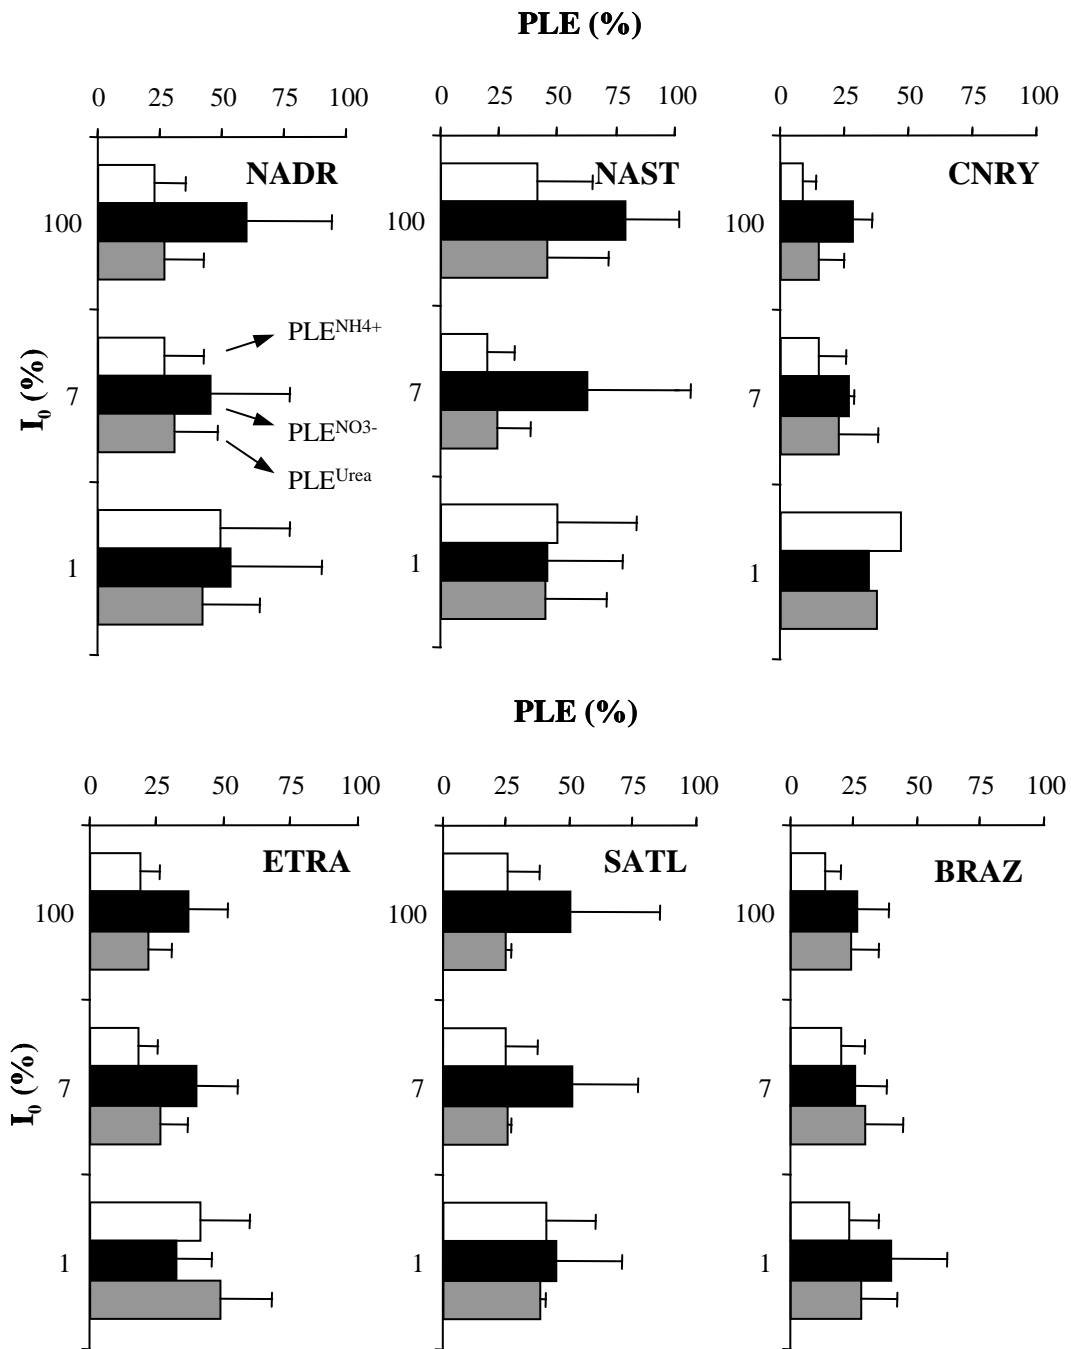 PLE (%)
0 25 50 75 100 0 25 50 75 100 0 25 50 75 100
NADR NAST CNRY
100 100 100
PLE^NH4+
I₀ (%)
7 7 7
PLE^NO3-
PLE^Urea
1 1 1
PLE (%)
0 25 50 75 100 0 25 50 75 100 0 25 50 75 100
ETRA SATL BRAZ
100 100 100
I₀ (%)
7 7 7
1 1 1